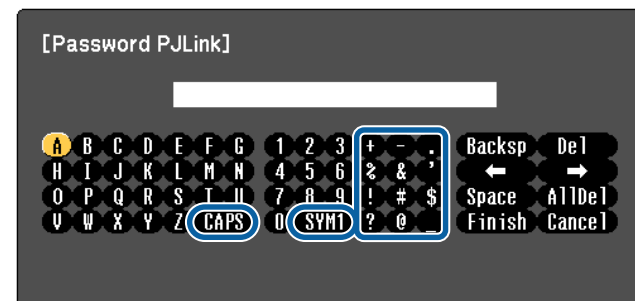 [Password PJLink]
A B C D E F G 1 2 3 + - . Backsp Del
H I J K L M N 4 5 6 % & ' ← →
O P Q R S T U 7 8 9 ! # $ Space AllDel
V W X Y Z CAPS 0 SYM1 ? @ _ Finish Cancel